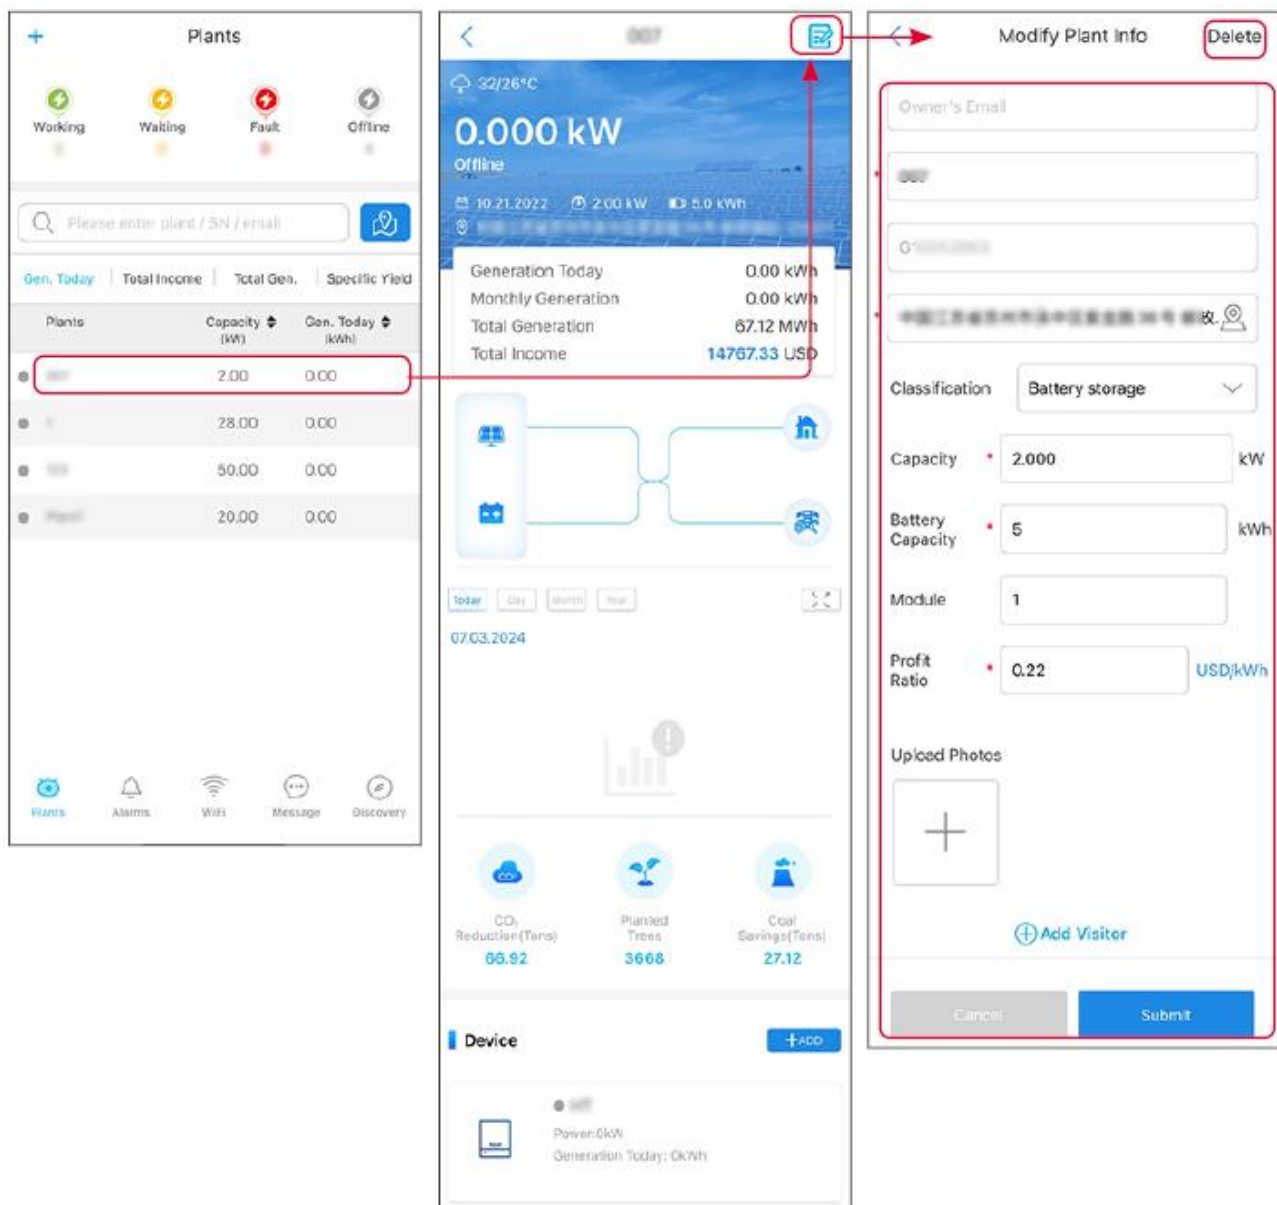 Plants
Working
Waiting
Fault
Offline
Please enter plant / SN / email
Gen. Today
Total Income
Total Gen.
Specific Yield
Plants
Capacity
(kW)
Gen. Today
(kWh)
2.00
0.00
1
28.00
0.00
50.00
0.00
20.00
0.00
Plants
Alarms
WiFi
Message
Discovery
007
32/26°C
0.000 kW
Offline
10.21.2022
2.00 kW
5.0 kWh
Generation Today
0.00 kWh
Monthly Generation
0.00 kWh
Total Generation
67.12 MWh
Total Income
14767.33 USD
Today
Day
Month
Year
07.03.2024
CO₂
Reduction(Tons)
66.92
Planted
Trees
3668
Coal
Savings(Tons)
27.12
Device
+ADD
Power:0kW
Generation Today: 0kWh
Modify Plant Info
Delete
Owner's Email
* 007
*
Classification
Battery storage
Capacity
* 2.000
kW
Battery
Capacity
* 5
kWh
Module
1
Profit
Ratio
* 0.22
USD/kWh
Upload Photos
Add Visitor
Cancel
Submit